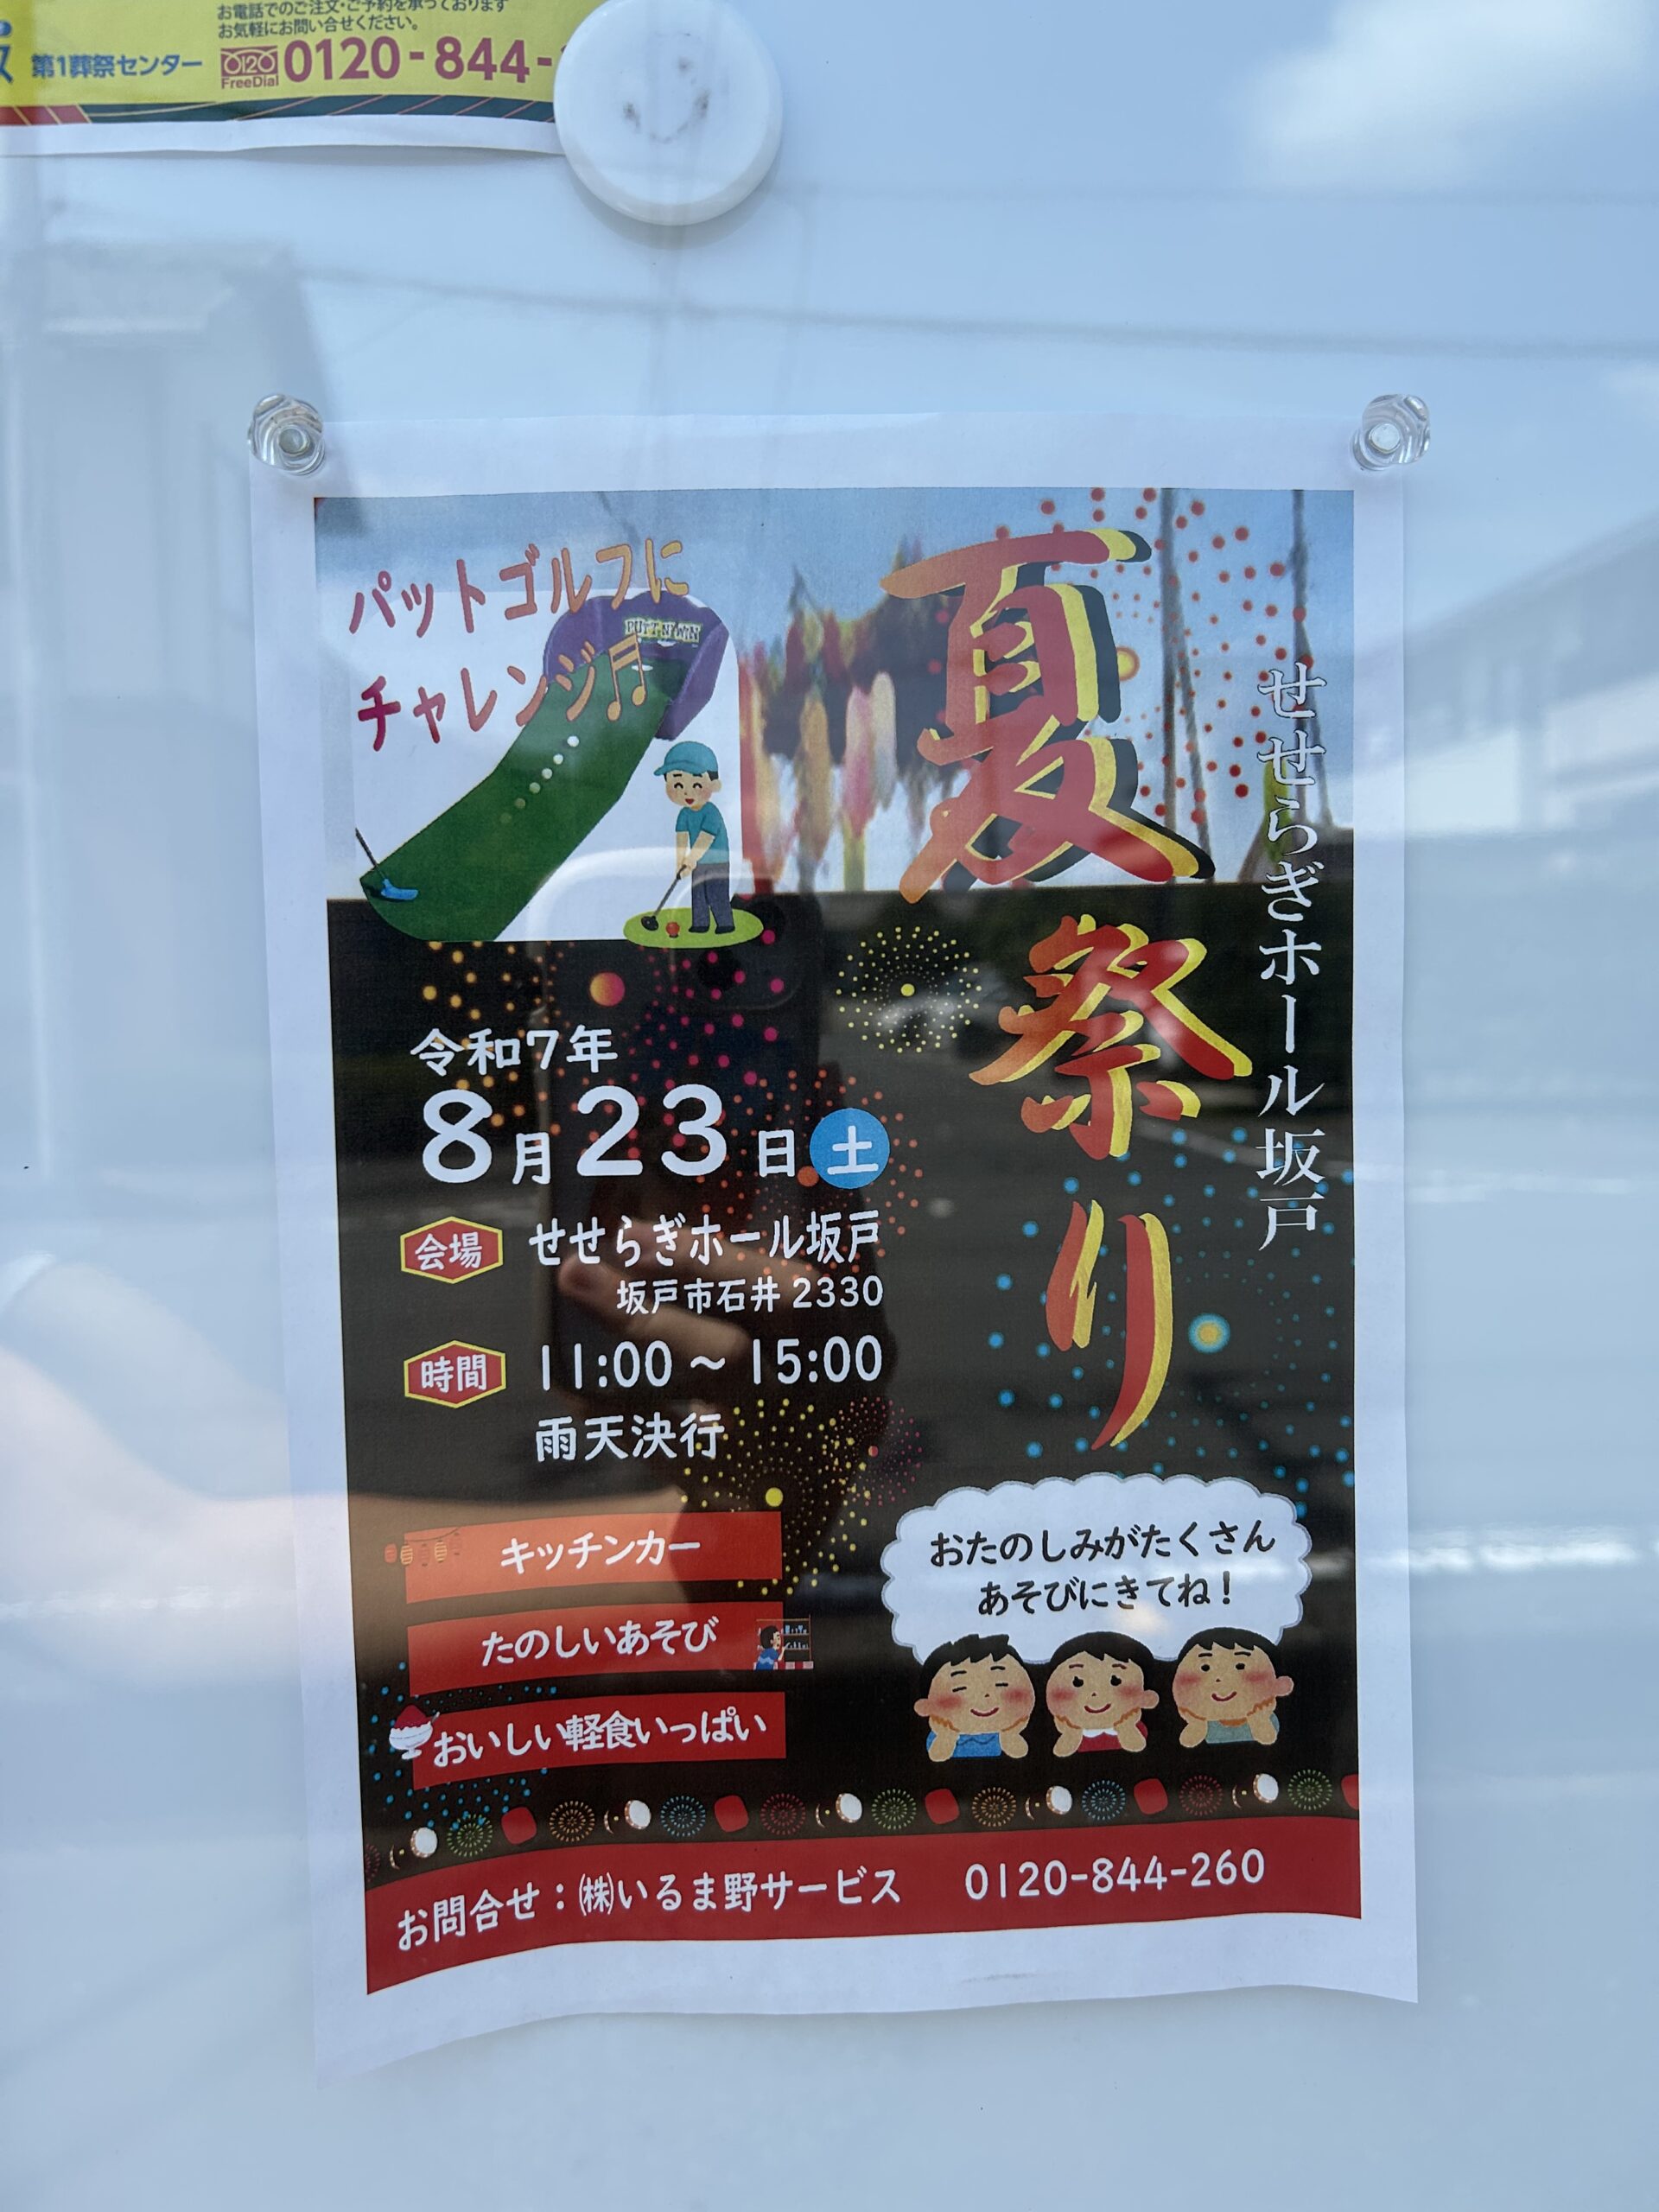 お電話でのご注文・ご予約を承っております
お気軽にお問い合せください。
第1葬祭センター
FreeDial
0120-844-
パットゴルフに
チャレンジ♫
PUTT N' WIN
夏祭り
せせらぎホール坂戸
令和7年
8月23日土
会場 せせらぎホール坂戸
坂戸市石井2330
時間 11:00～15:00
雨天決行
キッチンカー
たのしいあそび
おいしい軽食いっぱい
おたのしみがたくさん
あそびにきてね！
お問合せ：㈱いるま野サービス 0120-844-260